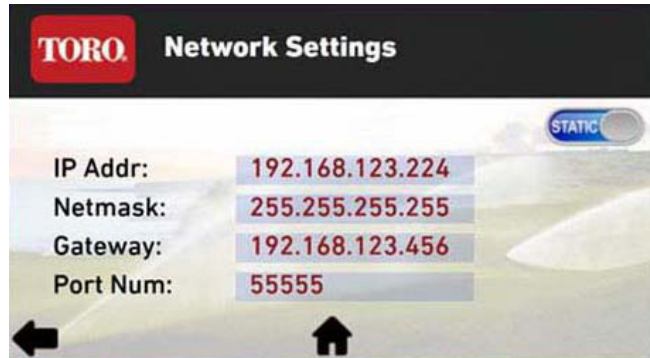 TORO. Network Settings
STATIC
IP Addr: 192.168.123.224
Netmask: 255.255.255.255
Gateway: 192.168.123.456
Port Num: 55555